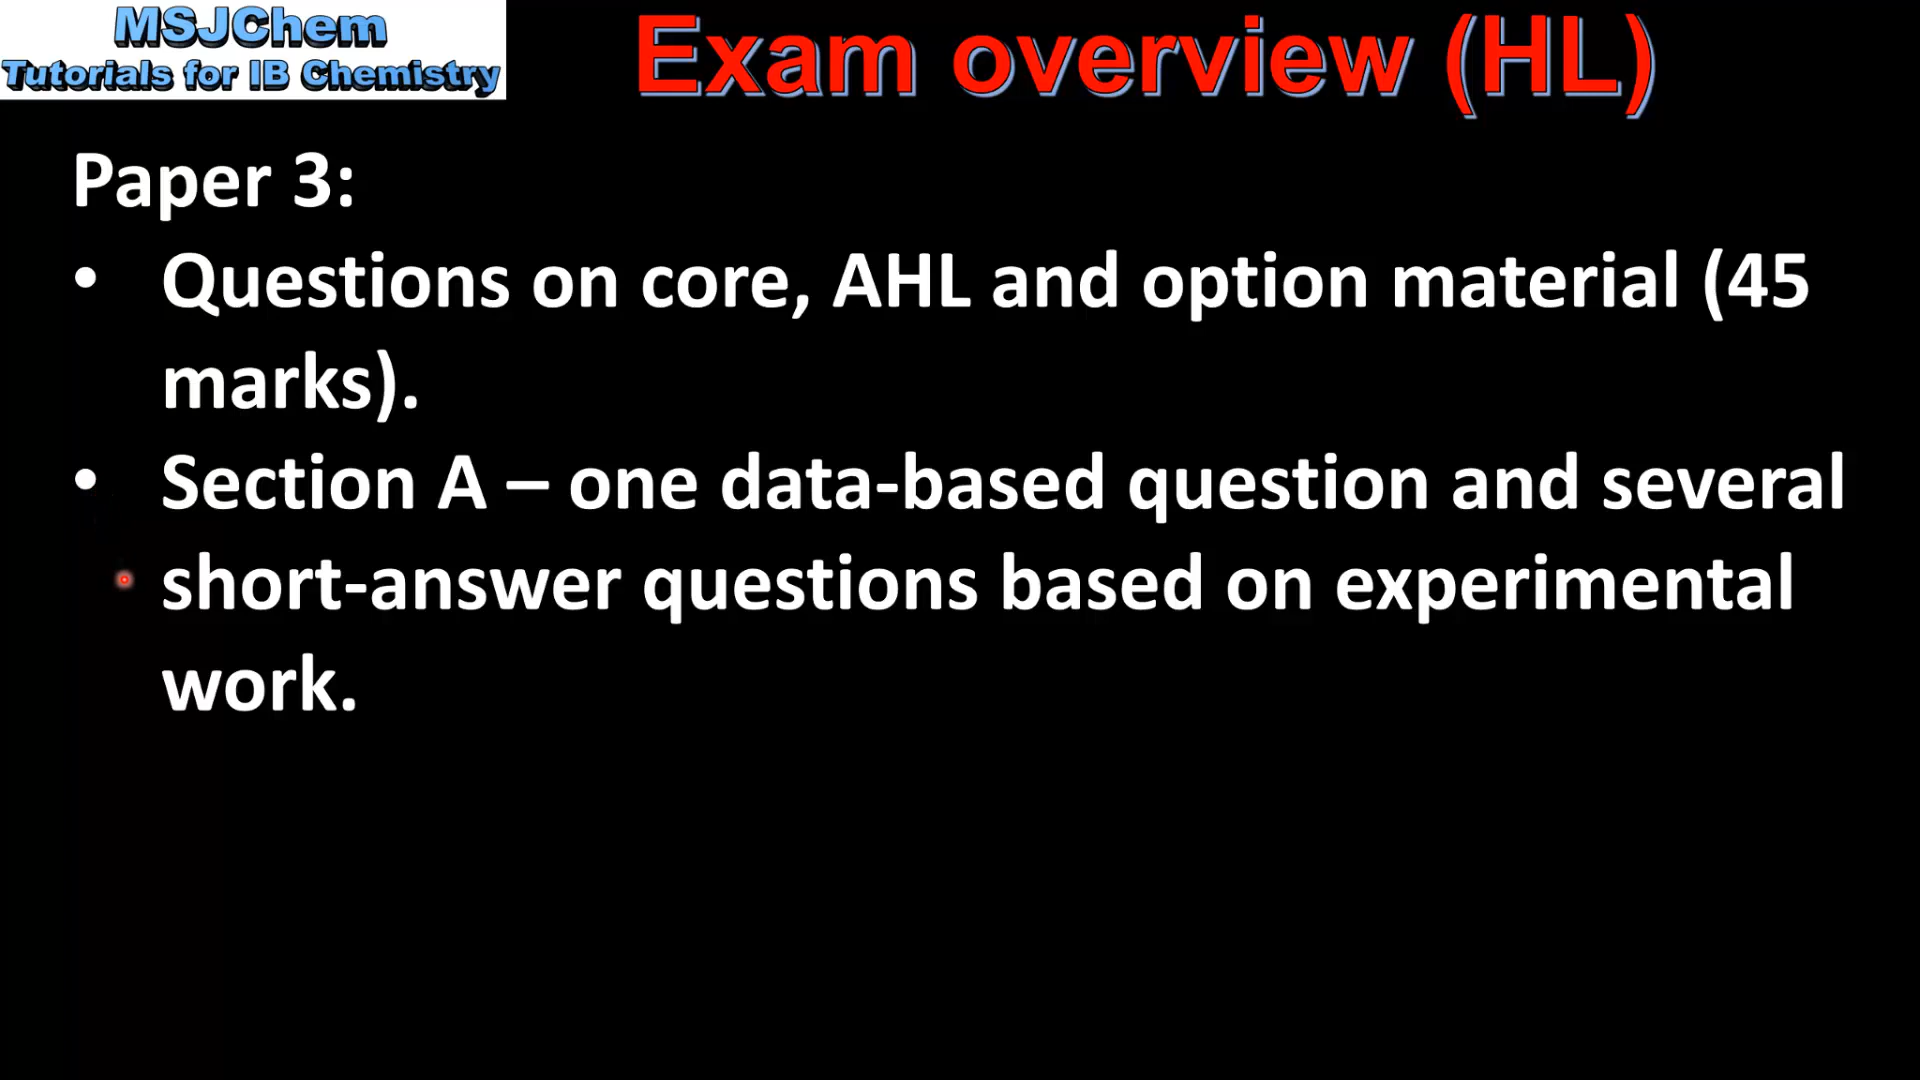 MSJChem
Tutorials for IB Chemistry
Exam overview (HL)
Paper 3:
• Questions on core, AHL and option material (45
marks).
• Section A – one data-based question and several
short-answer questions based on experimental
work.